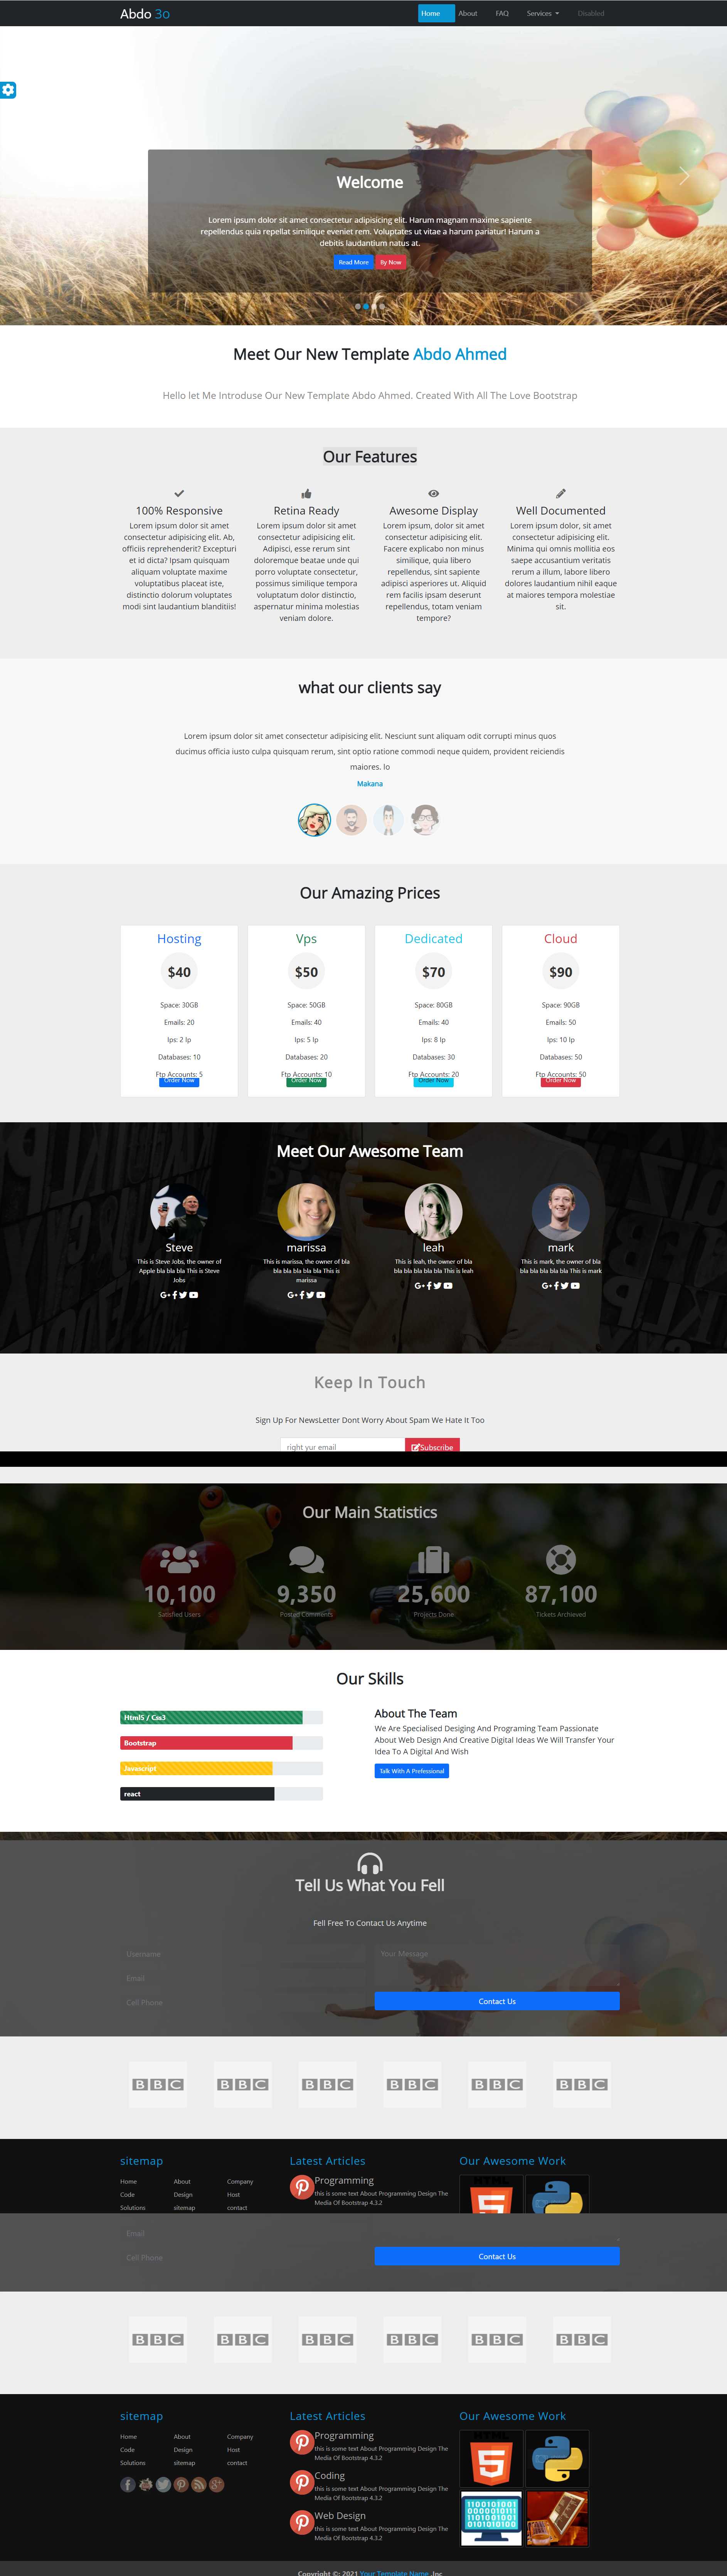 Abdo 3o
Home About FAQ Services Disabled
Welcome
Lorem ipsum dolor sit amet consectetur adipisicing elit. Harum magnam maxime sapiente
repellendus quia repellat similique eveniet rem. Voluptates ut vitae a harum pariatur! Harum a
debitis laudantium natus at.
Read More By Now
Meet Our New Template Abdo Ahmed
Hello let Me Introduse Our New Template Abdo Ahmed. Created With All The Love Bootstrap
Our Features
100% Responsive
Lorem ipsum dolor sit amet
consectetur adipisicing elit. Ab,
officiis reprehenderit? Excepturi
et id dicta? Ipsam quisquam
aliquam voluptate maxime
voluptatibus placeat iste,
distinctio dolorum voluptates
modi sint laudantium blanditiis!
Retina Ready
Lorem ipsum dolor sit amet
consectetur adipisicing elit.
Adipisci, esse rerum sint
doloremque beatae unde qui
porro voluptate consectetur,
possimus similique tempora
voluptatum dolor distinctio,
aspernatur minima molestias
veniam dolore.
Awesome Display
Lorem, ipsum dolor sit amet
consectetur adipisicing elit.
Facere explicabo non minus
similique, quia libero
repellendus, sint sapiente
adipisci asperiores ut. Aliquid
rem facilis ipsam deserunt
repellendus, totam veniam
tempore?
Well Documented
Lorem ipsum dolor, sit amet
consectetur adipisicing elit.
Minima qui omnis mollitia eos
saepe accusantium veritatis
rerum a illum, labore libero
dolores laudantium nihil eaque
at maiores tempora molestiae
sit.
what our clients say
Lorem ipsum dolor sit amet consectetur adipisicing elit. Nesciunt sunt aliquam odit corrupti minus quos
ducimus officia iusto culpa quisquam rerum, sint optio ratione commodi neque quidem, provident reiciendis
maiores. Io
Makana
Our Amazing Prices
Hosting
$40
Space: 30GB
Emails: 20
Ips: 2 Ip
Databases: 10
Ftp Accounts: 5
Order Now
Vps
$50
Space: 50GB
Emails: 40
Ips: 5 Ip
Databases: 20
Ftp Accounts: 10
Order Now
Dedicated
$70
Space: 80GB
Emails: 40
Ips: 8 Ip
Databases: 30
Ftp Accounts: 20
Order Now
Cloud
$90
Space: 90GB
Emails: 50
Ips: 10 Ip
Databases: 50
Ftp Accounts: 50
Order Now
Meet Our Awesome Team
Steve
This is Steve Jobs, the owner of
Apple bla bla bla This is Steve
Jobs
marissa
This is marissa, the owner of bla
bla bla bla bla bla This is
marissa
leah
This is leah, the owner of bla
bla bla bla bla bla This is leah
mark
This is mark, the owner of bla
bla bla bla bla bla This is mark
Keep In Touch
Sign Up For NewsLetter Dont Worry About Spam We Hate It Too
right yur email Subscribe
Our Main Statistics
10,100
Satisfied Users
9,350
Posted Comments
25,600
Projects Done
87,100
Tickets Archieved
Our Skills
Html5 / Css3
Bootstrap
Javascript
react
About The Team
We Are Specialised Desiging And Programing Team Passionate
About Web Design And Creative Digital Ideas We Will Transfer Your
Idea To A Digital And Wish
Talk With A Prefessional
Tell Us What You Fell
Fell Free To Contact Us Anytime
Username
Email
Cell Phone
Your Message
Contact Us
BBC BBC BBC BBC BBC BBC
sitemap
Home About Company
Code Design Host
Solutions sitemap contact
Latest Articles
Programming
this is some text About Programming Design The
Media Of Bootstrap 4.3.2
Our Awesome Work
HTML
5
Email
Cell Phone
Contact Us
BBC BBC BBC BBC BBC BBC
sitemap
Home About Company
Code Design Host
Solutions sitemap contact
Latest Articles
Programming
this is some text About Programming Design The
Media Of Bootstrap 4.3.2
Coding
this is some text About Programming Design The
Media Of Bootstrap 4.3.2
Web Design
this is some text About Programming Design The
Media Of Bootstrap 4.3.2
Our Awesome Work
HTML
5
Copyright ©: 2021 Your Template Name .Inc